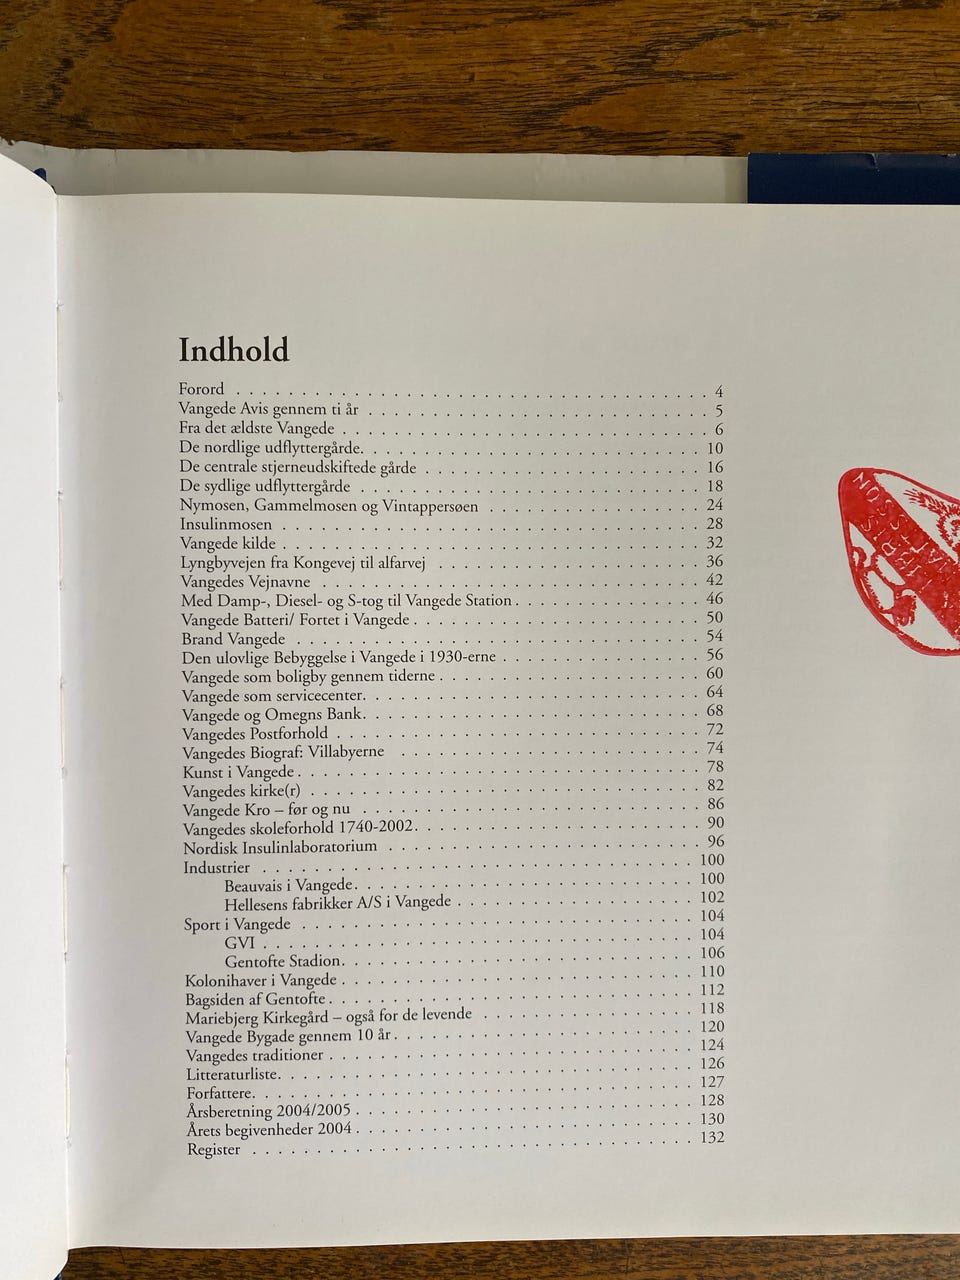 Indhold
Forord . . . . . . . . . . 4
Vangede Avis gennem ti år . . . . . . . . . . 5
Fra det ældste Vangede . . . . . . . . . . 6
De nordlige udflyttergårde. . . . . . . . . . 10
De centrale stjerneudskiftede gårde . . . . . . . . . . 16
De sydlige udflyttergårde . . . . . . . . . . 18
Nymosen, Gammelmosen og Vintappersøen . . . . . . . . . . 24
Insulinmosen . . . . . . . . . . 28
Vangede kilde . . . . . . . . . . 32
Lyngbyvejen fra Kongevej til alfarvej . . . . . . . . . . 36
Vangedes Vejnavne . . . . . . . . . . 42
Med Damp-, Diesel- og S-tog til Vangede Station . . . . . . . . . . 46
Vangede Batteri/ Fortet i Vangede . . . . . . . . . . 50
Brand Vangede . . . . . . . . . . 54
Den ulovlige Bebyggelse i Vangede i 1930-erne . . . . . . . . . . 56
Vangede som boligby gennem tiderne . . . . . . . . . . 60
Vangede som servicecenter. . . . . . . . . . 64
Vangede og Omegns Bank. . . . . . . . . . 68
Vangedes Postforhold . . . . . . . . . . 72
Vangedes Biograf: Villabyerne . . . . . . . . . . 74
Kunst i Vangede . . . . . . . . . . 78
Vangedes kirke(r) . . . . . . . . . . 82
Vangede Kro – før og nu . . . . . . . . . . 86
Vangedes skoleforhold 1740-2002. . . . . . . . . . 90
Nordisk Insulinlaboratorium . . . . . . . . . . 96
Industrier . . . . . . . . . . 100
Beauvais i Vangede. . . . . . . . . . 100
Hellesens fabrikker A/S i Vangede . . . . . . . . . . 102
Sport i Vangede . . . . . . . . . . 104
GVI . . . . . . . . . . 104
Gentofte Stadion. . . . . . . . . . 106
Kolonihaver i Vangede . . . . . . . . . . 110
Bagsiden af Gentofte . . . . . . . . . . 112
Mariebjerg Kirkegård – også for de levende . . . . . . . . . . 118
Vangede Bygade gennem 10 år . . . . . . . . . . 120
Vangedes traditioner . . . . . . . . . . 124
Litteraturliste. . . . . . . . . . 126
Forfattere. . . . . . . . . . 127
Årsberetning 2004/2005 . . . . . . . . . . 128
Årets begivenheder 2004 . . . . . . . . . . 130
Register . . . . . . . . . . 132